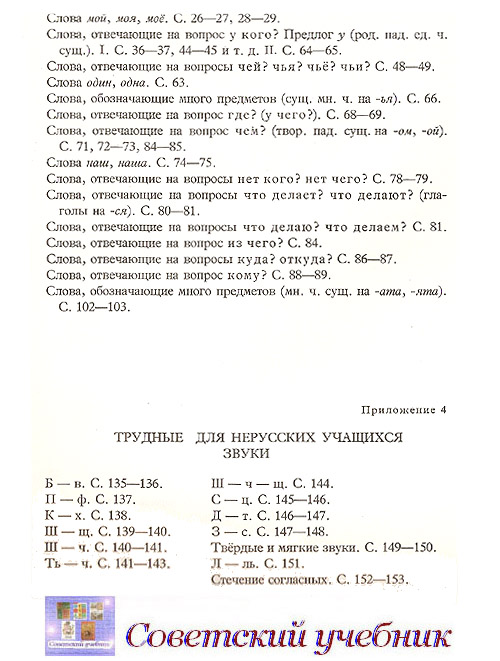 Слова мой, моя, моё. С. 26—27, 28—29.
Слова, отвечающие на вопрос у кого? Предлог у (род. пад. ед. ч.
сущ.). I. С. 36—37, 44—45 и т. д. II. С. 64—65.
Слова, отвечающие на вопросы чей? чья? чьё? чьи? С. 48—49.
Слова один, одна. С. 63.
Слова, обозначающие много предметов (сущ. мн. ч. на -ья). С. 66.
Слова, отвечающие на вопрос где? (у чего?). С. 68—69.
Слова, отвечающие на вопрос чем? (твор. пад. сущ. на -ом, -ой).
С. 71, 72—73, 84—85.
Слова наш, наша. С. 74—75.
Слова, отвечающие на вопросы нет кого? нет чего? С. 78—79.
Слова, отвечающие на вопросы что делает? что делают? (гла-
голы на -ся). С. 80—81.
Слова, отвечающие на вопросы что делаю? что делаем? С. 81.
Слова, отвечающие на вопрос из чего? С. 84.
Слова, отвечающие на вопросы куда? откуда? С. 86—87.
Слова, отвечающие на вопрос кому? С. 88—89.
Слова, обозначающие много предметов (мн. ч. сущ. на -ата, -ята).
С. 102—103.
Приложение 4
ТРУДНЫЕ ДЛЯ НЕРУССКИХ УЧАЩИХСЯ
ЗВУКИ
Б — в. С. 135—136.
П — ф. С. 137.
К — х. С. 138.
Ш — щ. С. 139—140.
Ш — ч. С. 140—141.
Ть — ч. С. 141—143.
Ш — ч — щ. С. 144.
С — ц. С. 145—146.
Д — т. С. 146—147.
З — с. С. 147—148.
Твёрдые и мягкие звуки. С. 149—150.
Л — ль. С. 151.
Стечение согласных. С. 152—153.
Советский учебник
Советский учебник